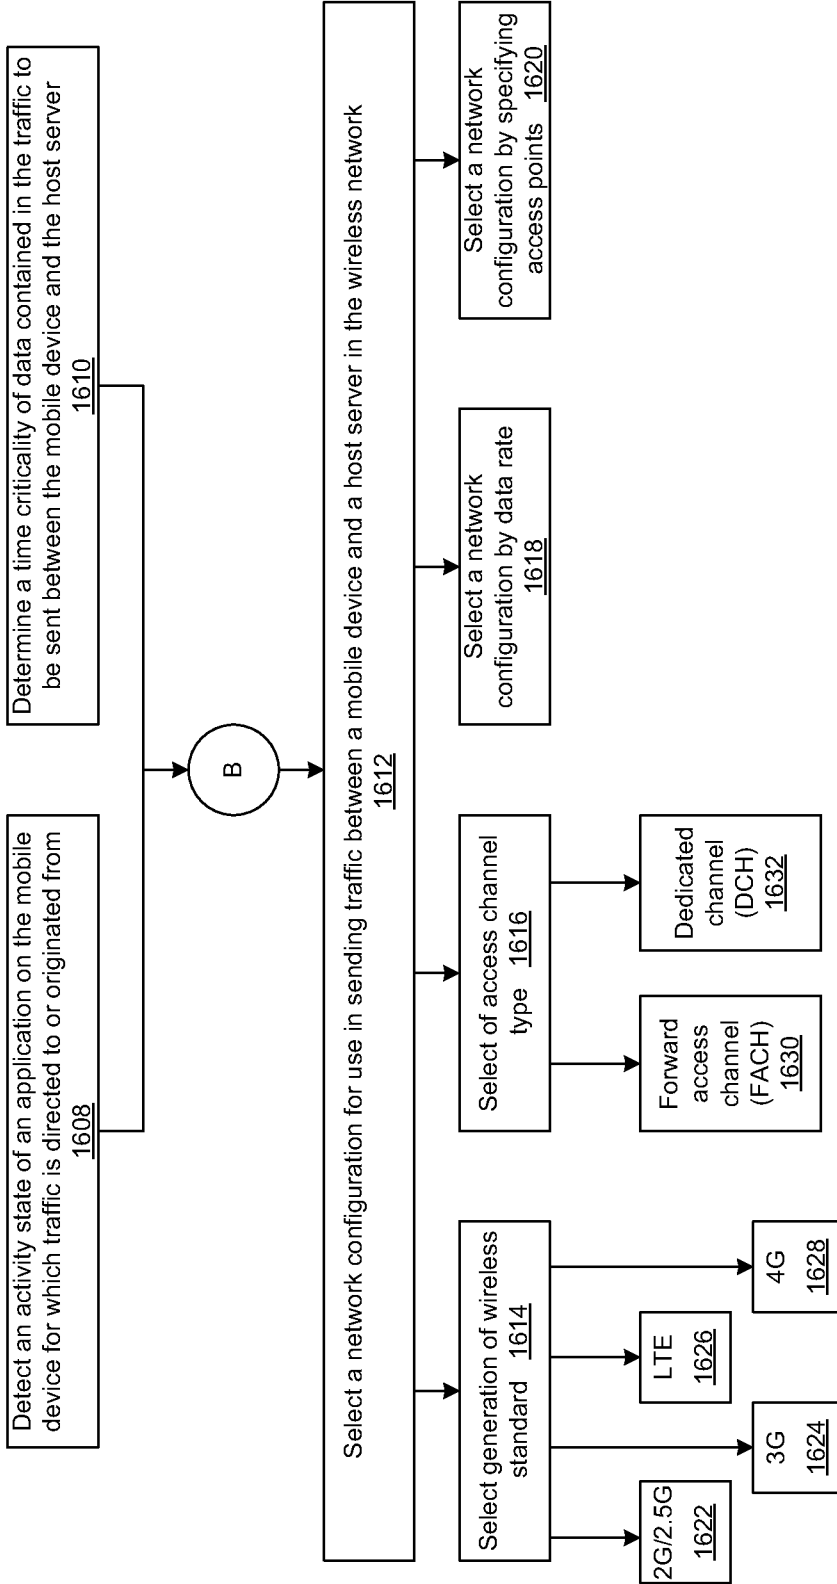 Detect an activity state of an application on the mobile
device for which traffic is directed to or originated from
1608
Determine a time criticality of data contained in the traffic to
be sent between the mobile device and the host server
1610
B
Select a network configuration for use in sending traffic between a mobile device and a host server in the wireless network
1612
Select generation of wireless
standard 1614
Select of access channel
type 1616
Select a network
configuration by data rate
1618
Select a network
configuration by specifying
access points 1620
2G/2.5G
1622
3G
1624
LTE
1626
4G
1628
Forward
access
channel
(FACH)
1630
Dedicated
channel
(DCH)
1632